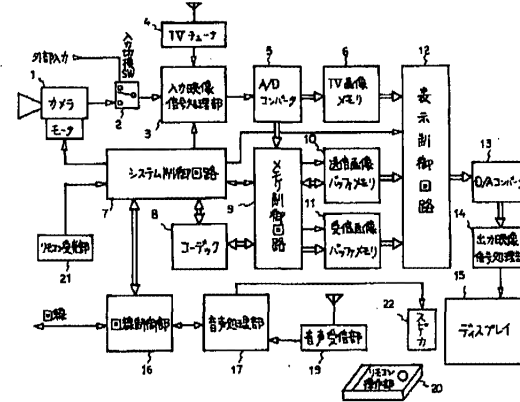 4
TVチューナ
外部入力
入力切換SW
1
カメラ
モータ
2
入力映像
信号処理部
3
5
A/D
コンバータ
6
TV画像
メモリ
12
表示制御回路
システム制御回路
7
8
コーデック
9
メモリ制御回路
10
送信画像
バッファメモリ
11
受信画像
バッファメモリ
13
D/Aコンバータ
14
出力映像
信号処理部
15
ディスプレイ
リモコン受信部
21
回線
回線制御部
16
音声処理部
17
音声受信部
19
22
スピーカ
リモコン
操作部
20